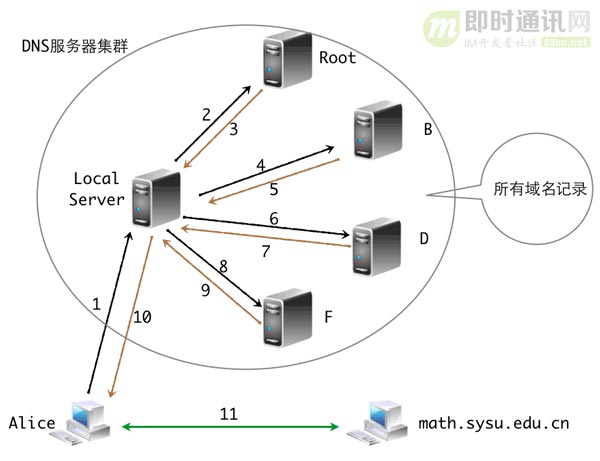 即时通讯网
IM开发者社区 52im.net
DNS服务器集群
Root
2
3
B
4
5
Local
Server
所有域名记录
6
7
D
8
9
F
1
10
11
Alice
math.sysu.edu.cn